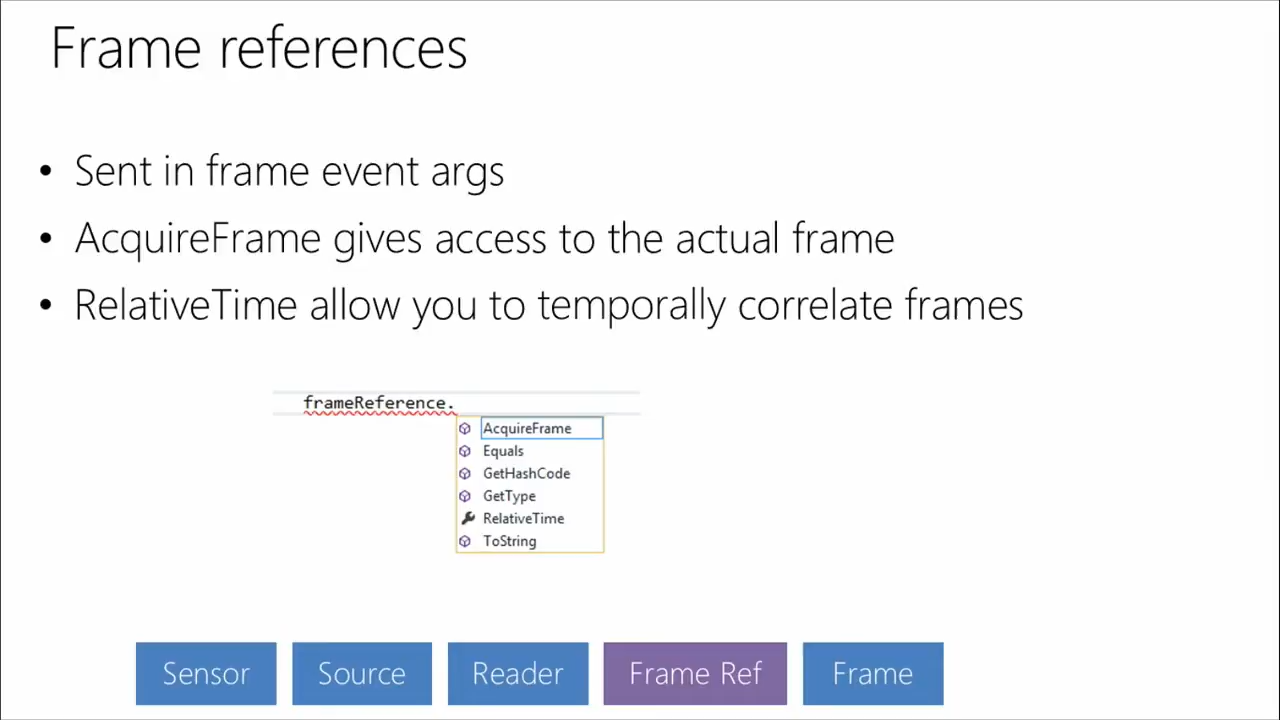 Frame references
• Sent in frame event args
• AcquireFrame gives access to the actual frame
• RelativeTime allow you to temporally correlate frames
frameReference.
AcquireFrame
Equals
GetHashCode
GetType
RelativeTime
ToString
Sensor Source Reader Frame Ref Frame